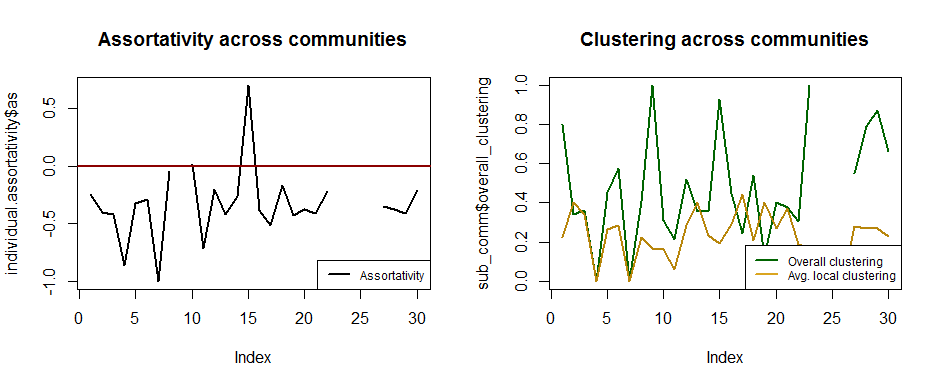 Assortativity across communities
individual.assortativity$as
0.5
0.0
-0.5
-1.0
0 5 10 15 20 25 30
Index
Assortativity
Clustering across communities
sub_comm$overall_clustering
1.0
0.8
0.6
0.4
0.2
0.0
0 5 10 15 20 25 30
Index
Overall clustering
Avg. local clustering